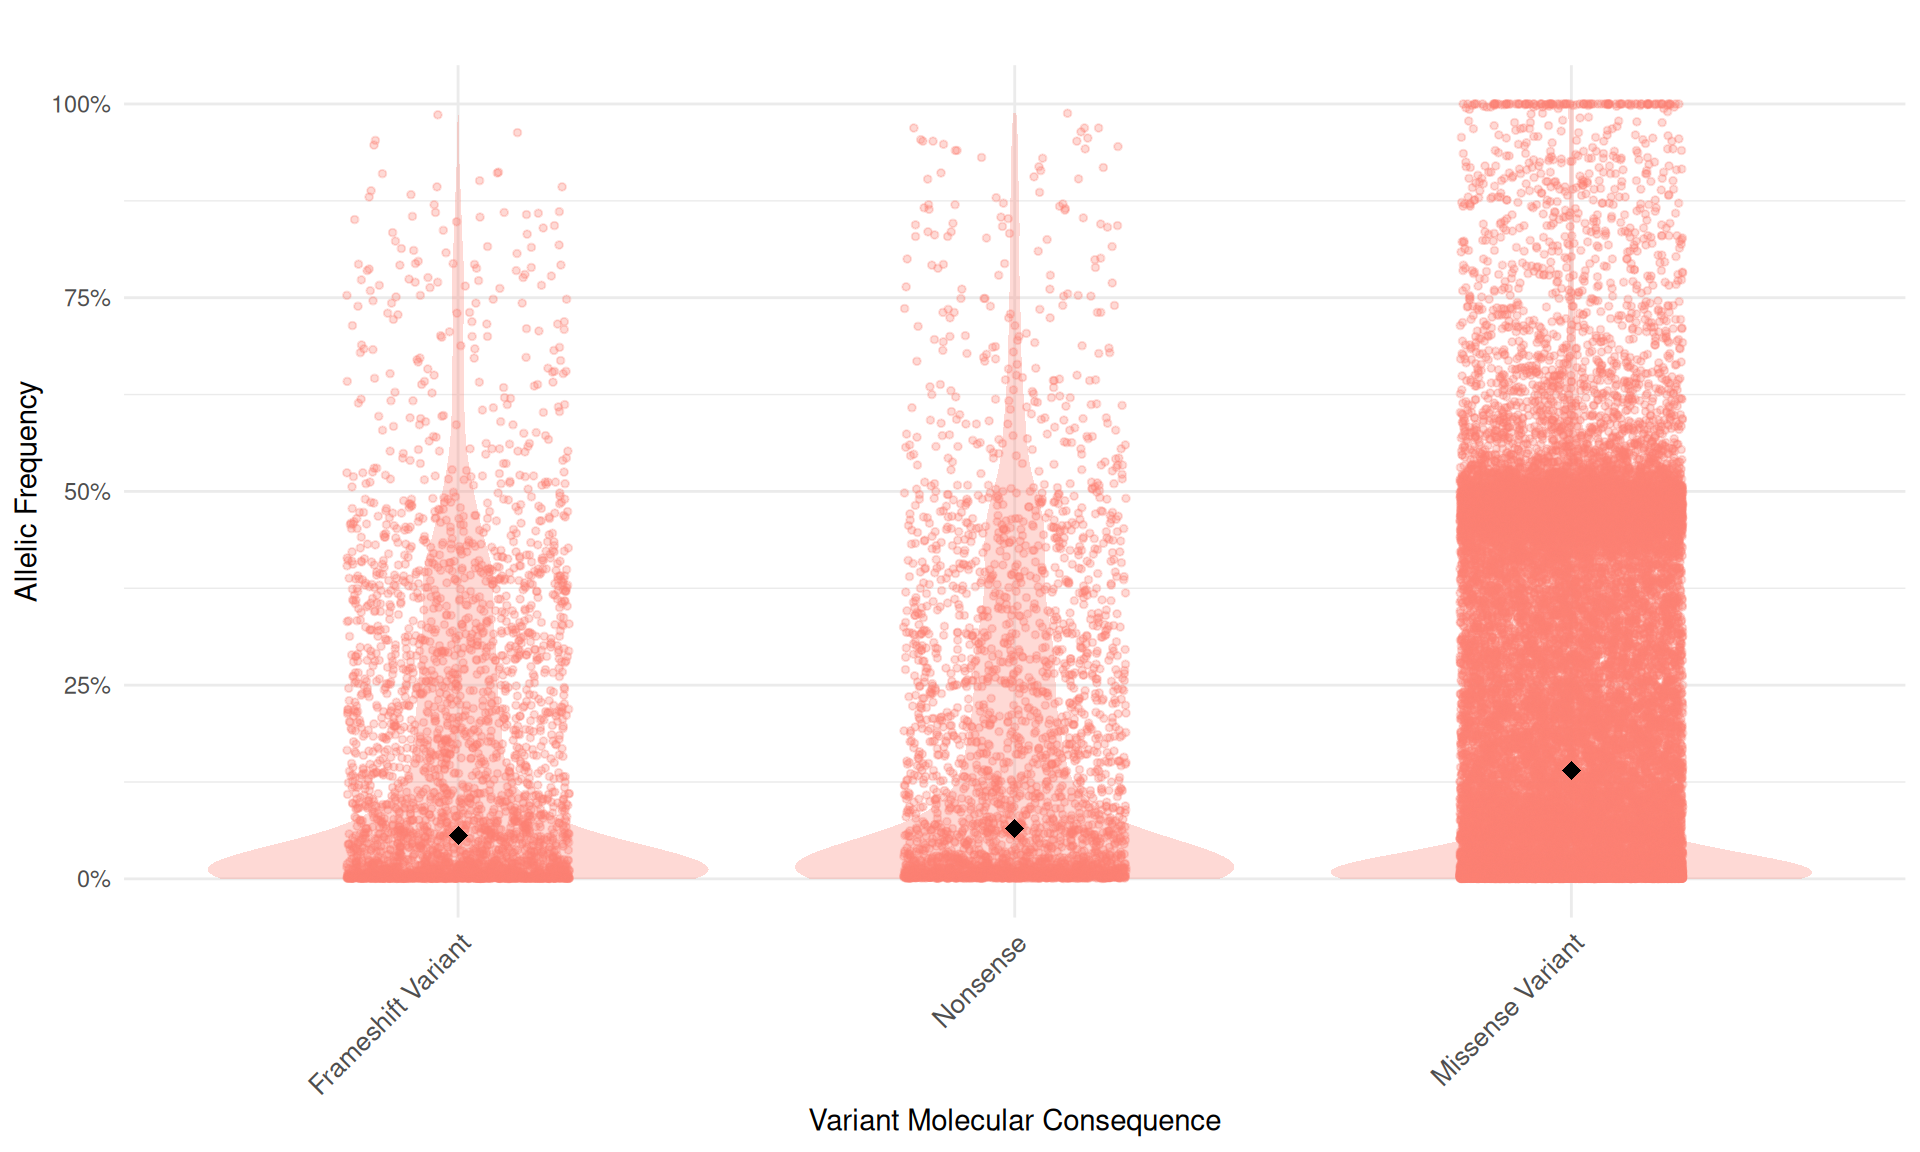 100%
75%
50%
25%
0%
Allelic Frequency
Frameshift Variant
Nonsense
Missense Variant
Variant Molecular Consequence